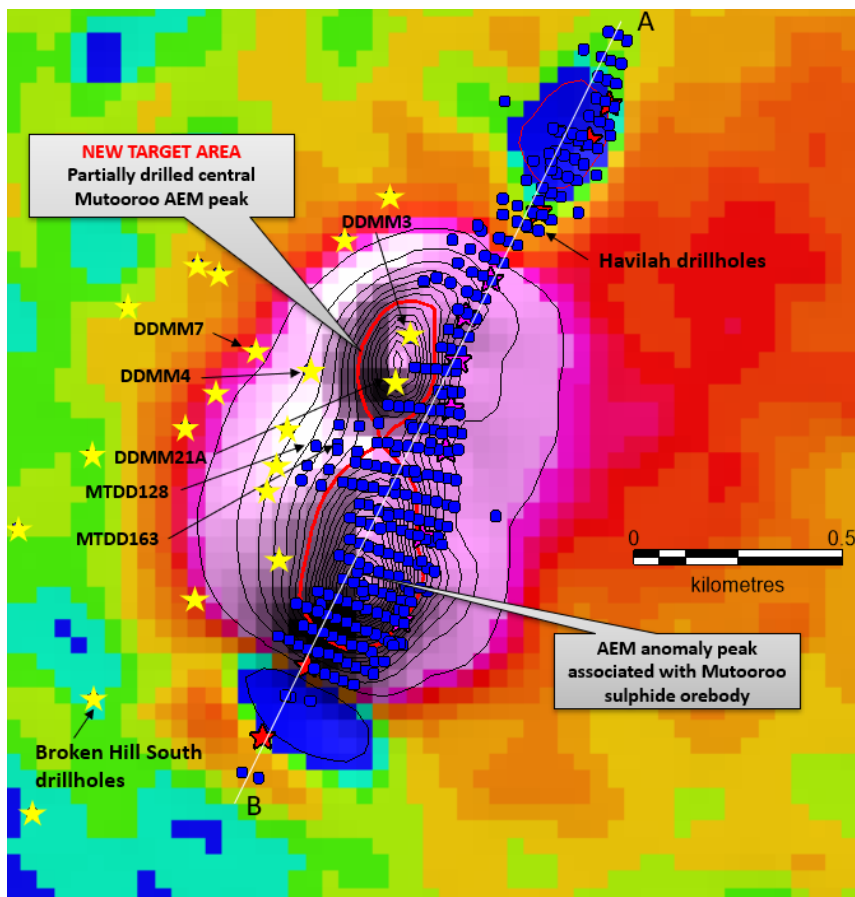 A
NEW TARGET AREA
Partially drilled central
Mutooroo AEM peak
DDMM3
Havilah drillholes
DDMM7
DDMM4
DDMM21A
MTDD128
MTDD163
0 0.5
kilometres
AEM anomaly peak
associated with Mutooroo
sulphide orebody
Broken Hill South
drillholes
B